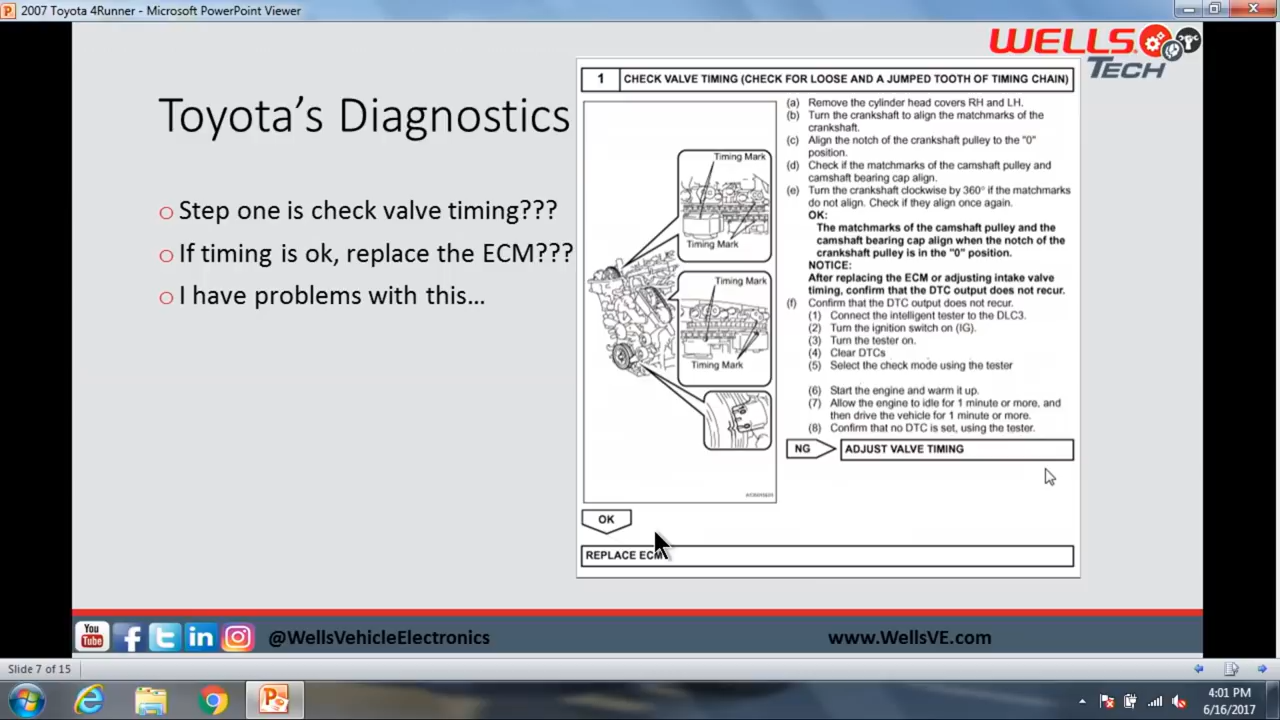 2007 Toyota 4Runner - Microsoft PowerPoint Viewer
WELLS
TECH
Toyota's Diagnostics
o Step one is check valve timing???
o If timing is ok, replace the ECM???
o I have problems with this...
1 CHECK VALVE TIMING (CHECK FOR LOOSE AND A JUMPED TOOTH OF TIMING CHAIN)
Timing Mark
Timing Mark
Timing Mark
Timing Mark
(a) Remove the cylinder head covers RH and LH.
(b) Turn the crankshaft to align the matchmarks of the
crankshaft.
(c) Align the notch of the crankshaft pulley to the "0"
position.
(d) Check if the matchmarks of the camshaft pulley and
camshaft bearing cap align.
(e) Turn the crankshaft clockwise by 360° if the matchmarks
do not align. Check if they align once again.
OK:
The matchmarks of the camshaft pulley and the
camshaft bearing cap align when the notch of the
crankshaft pulley is in the "0" position.
NOTICE:
After replacing the ECM or adjusting intake valve
timing, confirm that the DTC output does not recur.
(f) Confirm that the DTC output does not recur.
(1) Connect the intelligent tester to the DLC3.
(2) Turn the ignition switch on (IG).
(3) Turn the tester on.
(4) Clear DTCs
(5) Select the check mode using the tester
(6) Start the engine and warm it up.
(7) Allow the engine to idle for 1 minute or more, and
then drive the vehicle for 1 minute or more.
(8) Confirm that no DTC is set, using the tester.
NG ADJUST VALVE TIMING
OK
REPLACE ECM
You
Tube
@WellsVehicleElectronics
www.WellsVE.com
Slide 7 of 15
4:01 PM
6/16/2017